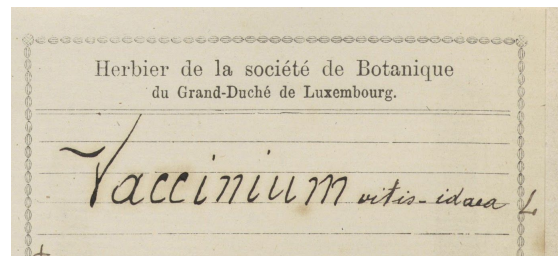 Herbier de la société de Botanique
du Grand-Duché de Luxembourg.
Vaccinium vitis-idaea L